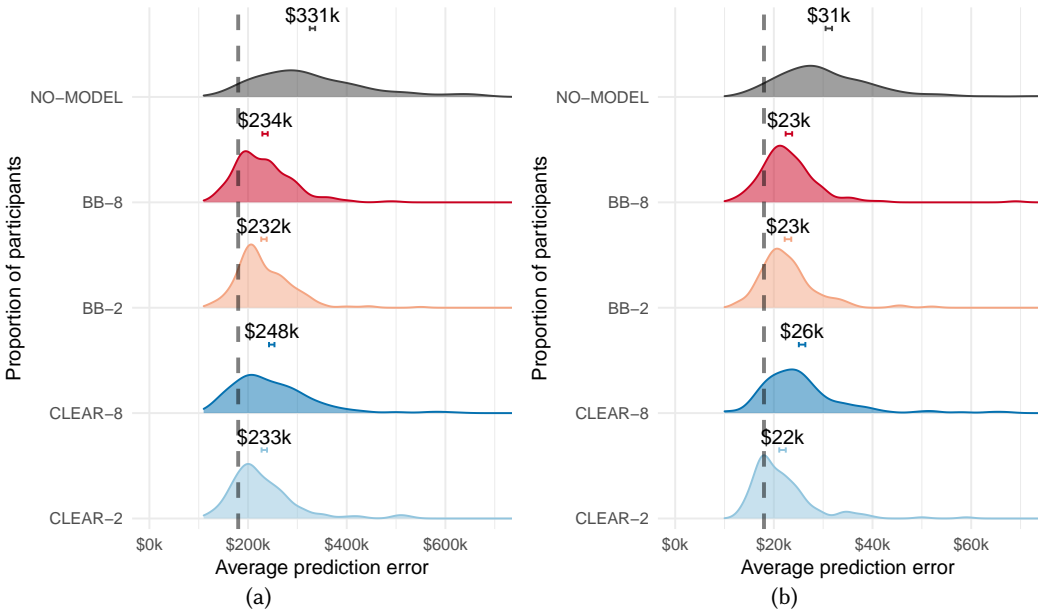 Proportion of participants
NO−MODEL
$331k
BB−8
$234k
BB−2
$232k
CLEAR−8
$248k
CLEAR−2
$233k
$0k $200k $400k $600k
Average prediction error
(a)
Proportion of participants
NO−MODEL
$31k
BB−8
$23k
BB−2
$23k
CLEAR−8
$26k
CLEAR−2
$22k
$0k $20k $40k $60k
Average prediction error
(b)